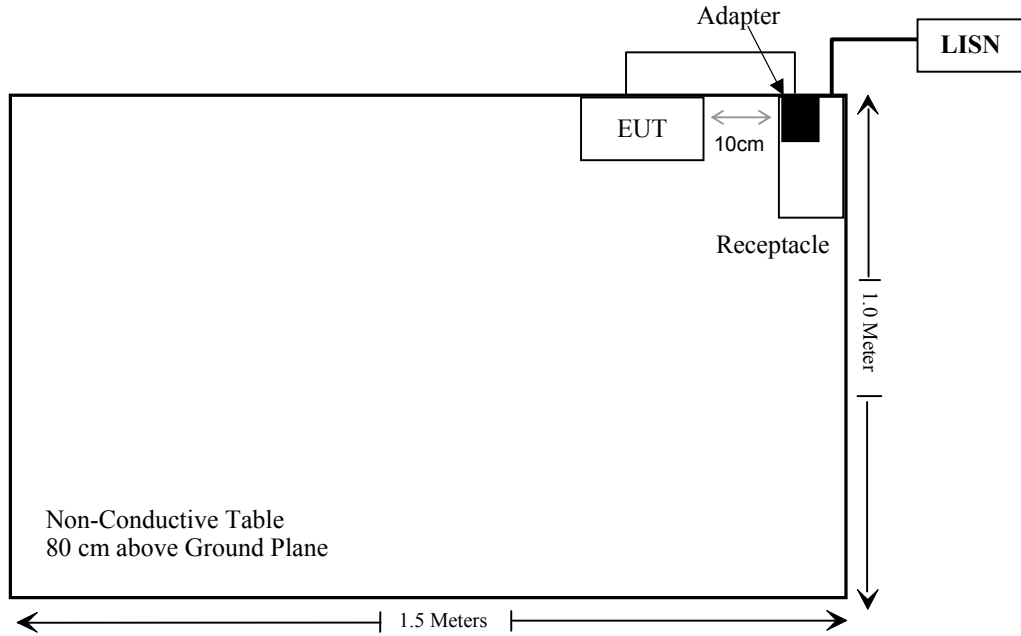 Adapter
LISN
EUT
10cm
Receptacle
1.0 Meter
Non-Conductive Table
80 cm above Ground Plane
1.5 Meters